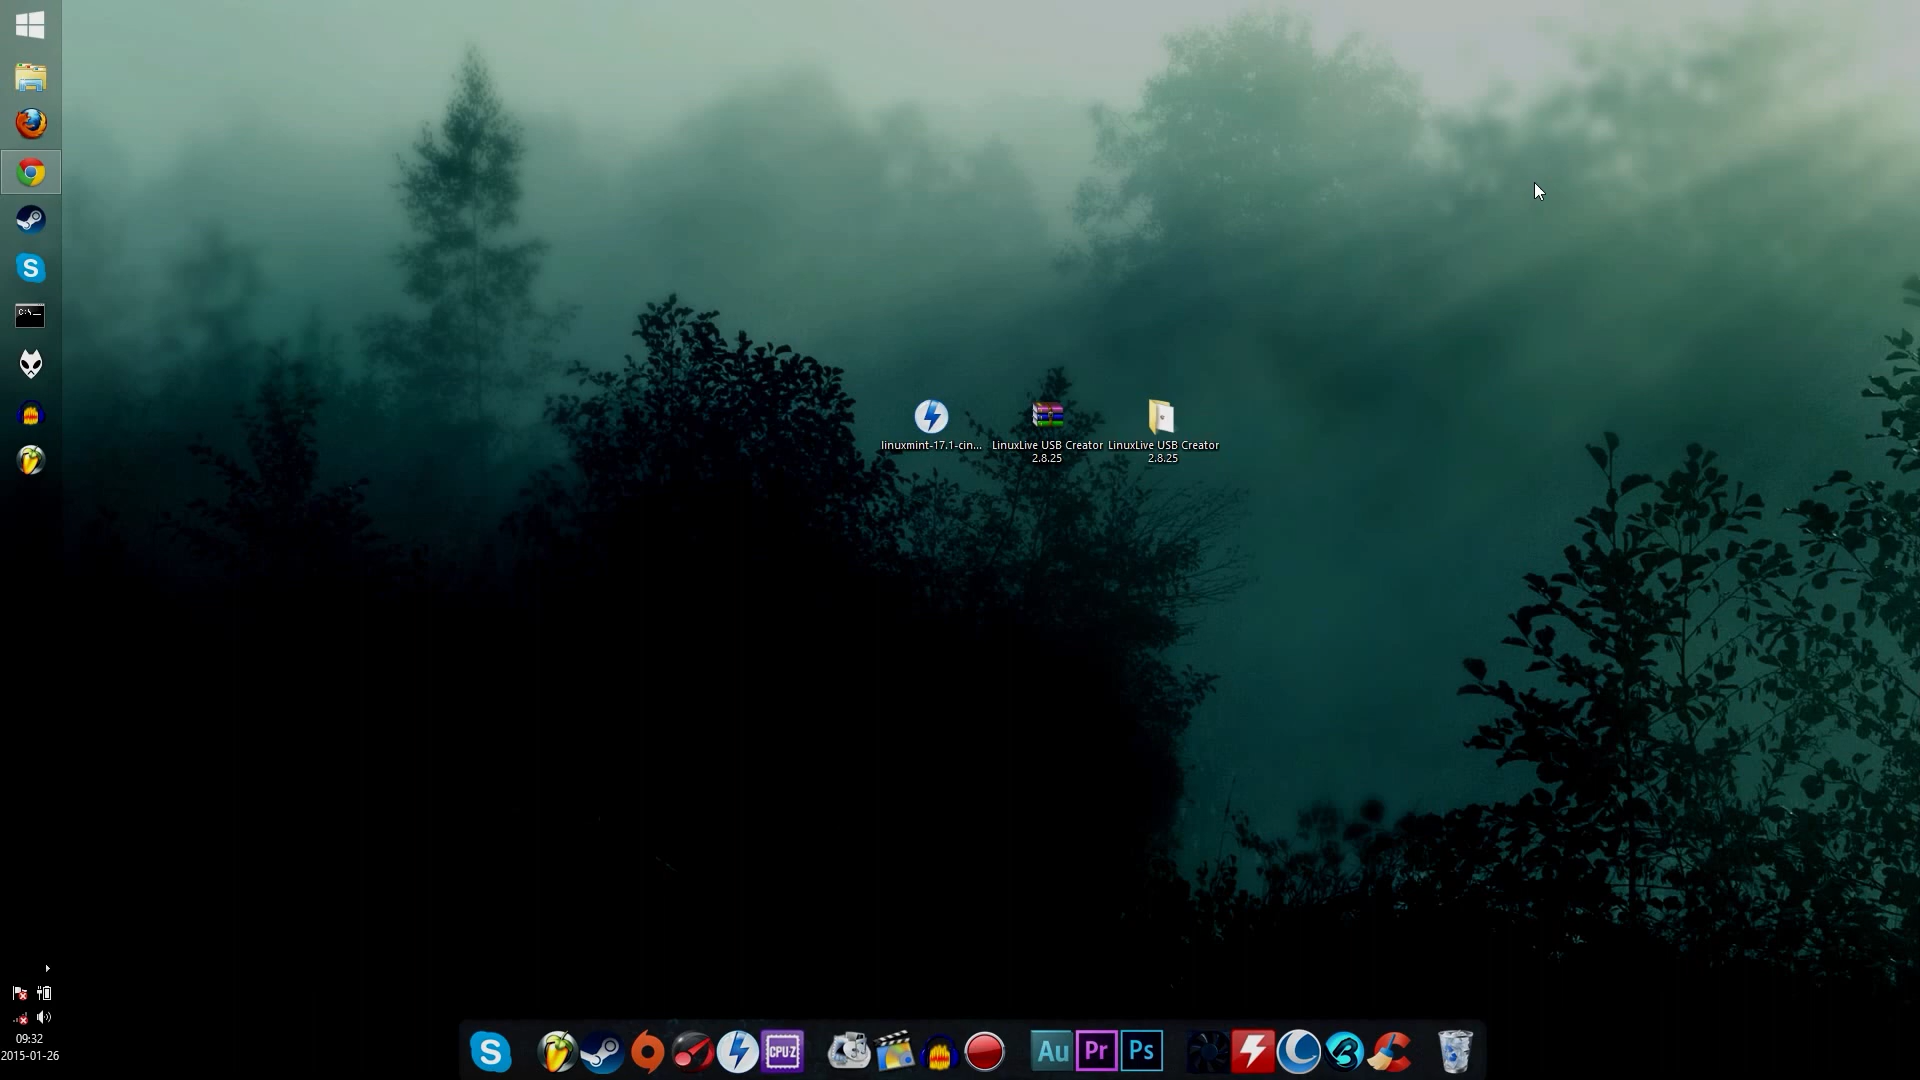 S
C:\
linuxmint-17.1-cin...
LinuxLive USB Creator
2.8.25
LinuxLive USB Creator
2.8.25
09:32
2015-01-26
S
CPU-Z
Au
Pr
Ps